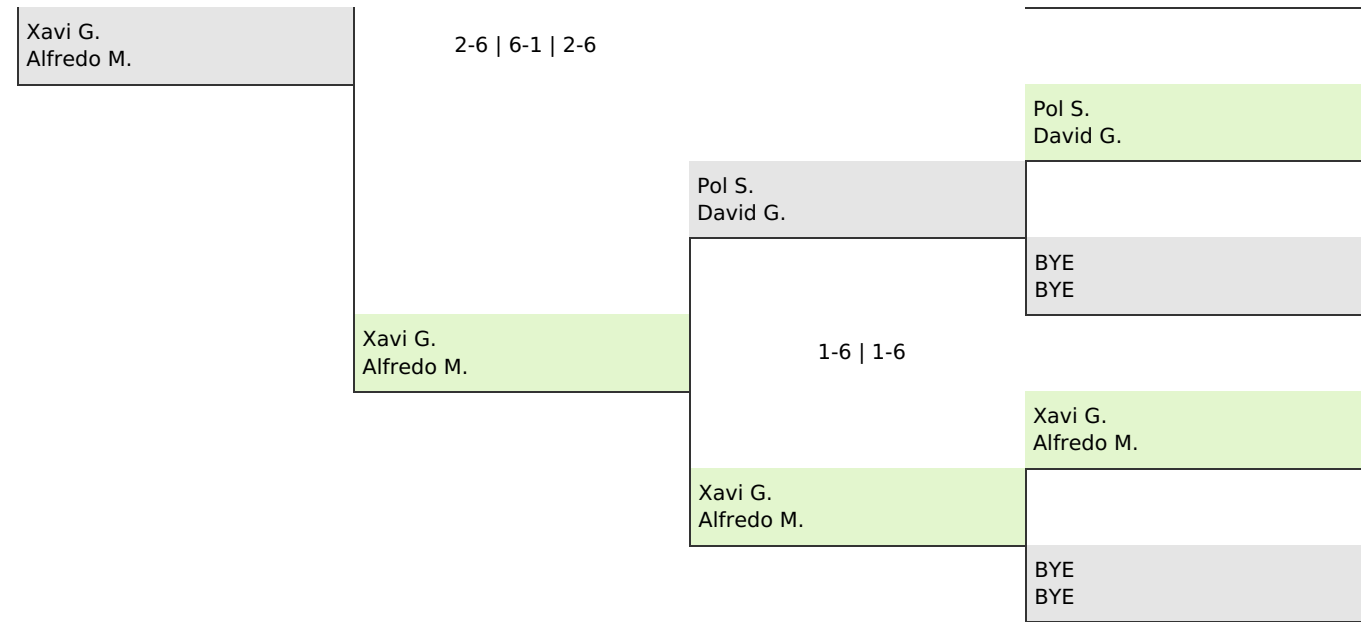 Xavi G.
Alfredo M.
2-6 | 6-1 | 2-6
Pol S.
David G.
Pol S.
David G.
BYE
BYE
Xavi G.
Alfredo M.
1-6 | 1-6
Xavi G.
Alfredo M.
Xavi G.
Alfredo M.
BYE
BYE